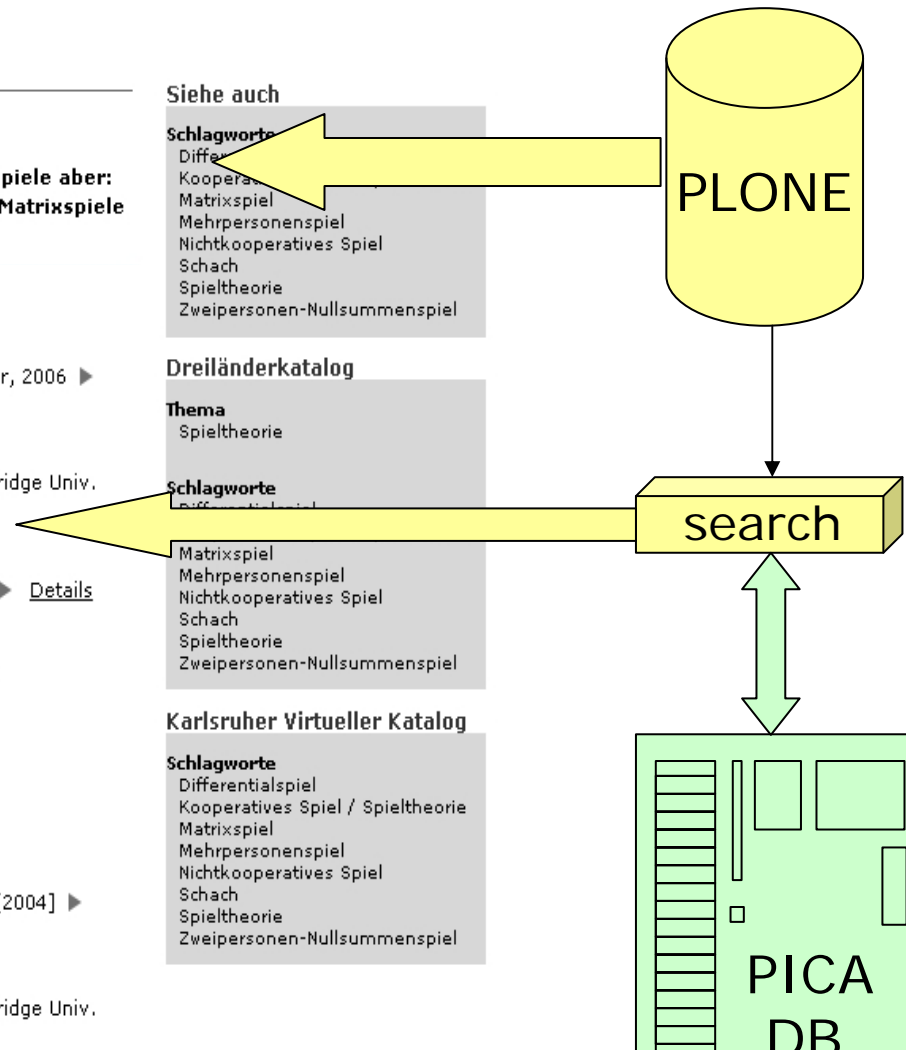 piele aber:
Matrixspiele
r, 2006
ridge Univ.
Details
[2004]
ridge Univ.
Siehe auch
Schlagworte
Matrixspiel
Mehrpersonenspiel
Nichtkooperatives Spiel
Schach
Spieltheorie
Zweipersonen-Nullsummenspiel
Dreiländerkatalog
Thema
Spieltheorie
Schlagworte
Differentialspiel
Matrixspiel
Mehrpersonenspiel
Nichtkooperatives Spiel
Schach
Spieltheorie
Zweipersonen-Nullsummenspiel
Karlsruher Virtueller Katalog
Schlagworte
Differentialspiel
Kooperatives Spiel / Spieltheorie
Matrixspiel
Mehrpersonenspiel
Nichtkooperatives Spiel
Schach
Spieltheorie
Zweipersonen-Nullsummenspiel
PLONE
search
PICA
DB